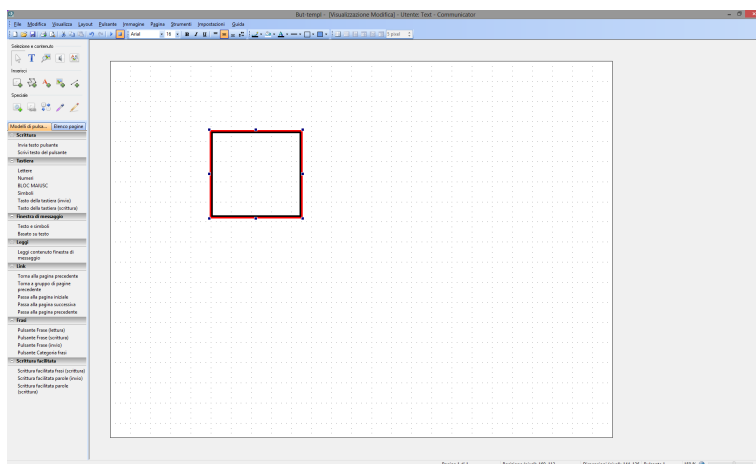 But-templ - [Visualizzazione Modifica] - Utente: Text - Communicator
File Modifica Visualizza Layout Pulsante Immagine Pagina Strumenti Impostazioni Guida
Arial 16 B I U 5 pixel
Selezione e contenuto
T
Inserisci
Speciale
Modelli di pulsa... Elenco pagine
Scrittura
Invia testo pulsante
Scrivi testo del pulsante
Tastiera
Lettere
Numeri
BLOC MAIUSC
Simboli
Tasto della tastiera (invio)
Tasto della tastiera (scrittura)
Finestra di messaggio
Testo e simboli
Basato su testo
Leggi
Leggi contenuto finestra di
messaggio
Link
Torna alla pagina precedente
Torna a gruppo di pagine
precedente
Passa alla pagina iniziale
Passa alla pagina successiva
Passa alla pagina precedente
Frasi
Pulsante Frase (lettura)
Pulsante Frase (scrittura)
Pulsante Frase (invio)
Pulsante Categoria frasi
Scrittura facilitata
Scrittura facilitata frasi (scrittura)
Scrittura facilitata parole (invio)
Scrittura facilitata parole
(scrittura)